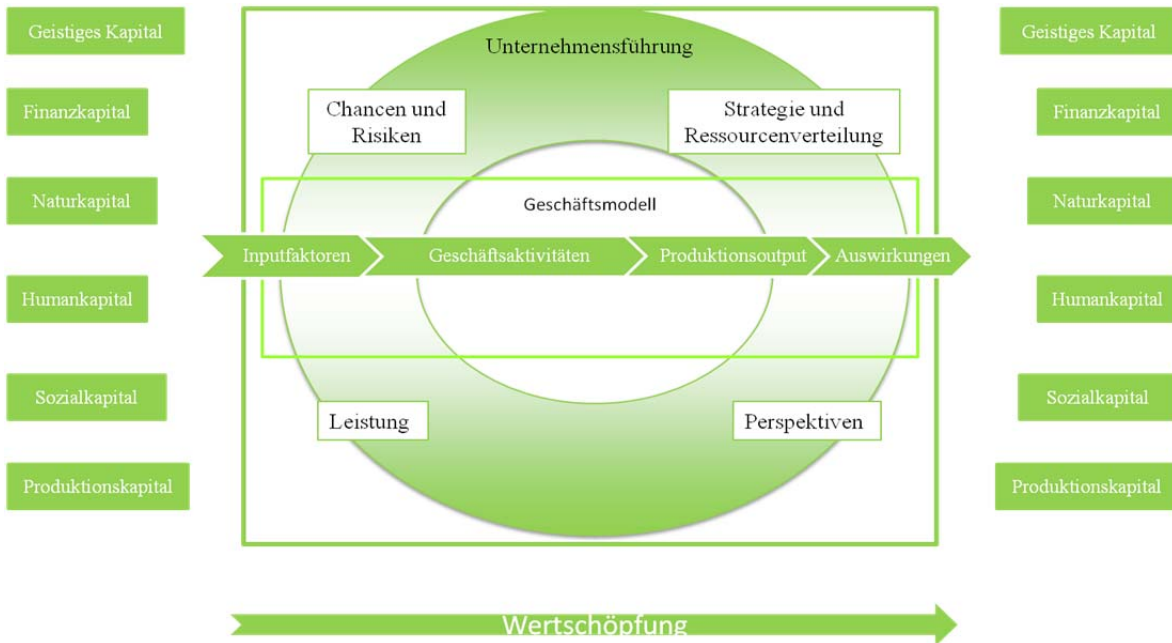 Geistiges Kapital
Finanzkapital
Naturkapital
Humankapital
Sozialkapital
Produktionskapital
Unternehmensführung
Chancen und
Risiken
Strategie und
Ressourcenverteilung
Geschäftsmodell
Inputfaktoren
Geschäftsaktivitäten
Produktionsoutput
Auswirkungen
Leistung
Perspektiven
Geistiges Kapital
Finanzkapital
Naturkapital
Humankapital
Sozialkapital
Produktionskapital
Wertschöpfung